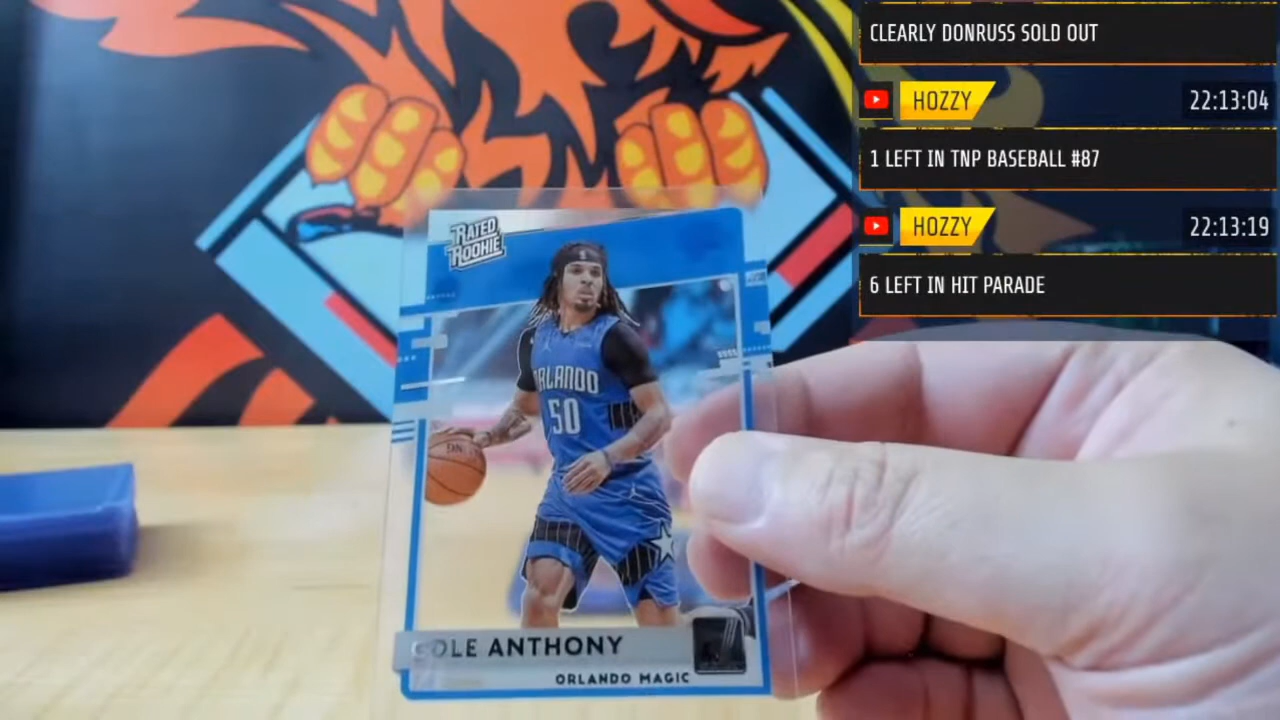 CLEARLY DONRUSS SOLD OUT
HOZZY
22:13:04
1 LEFT IN TNP BASEBALL #87
HOZZY
22:13:19
6 LEFT IN HIT PARADE
RATED
ROOKIE
ORLANDO
50
COLE ANTHONY
ORLANDO MAGIC